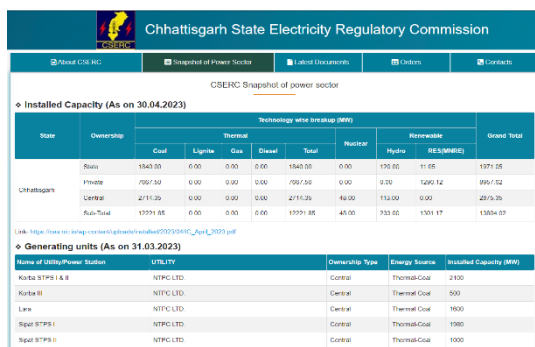 CSERC
Chhattisgarh State Electricity Regulatory Commission
About CSERC Snapshot of Power Sector Latest Documents Orders Contacts
CSERC Snapshot of power sector
❖ Installed Capacity (As on 30.04.2023)
State Ownership Technology wise breakup (MW) Grand Total
Thermal Nuclear Renewable
Coal Lignite Gas Diesel Total Hydro RES(MNRE)
Chhattisgarh
State 1840.00 0.00 0.00 0.00 1840.00 0.00 120.00 11.05 1971.05
Private 7667.50 0.00 0.00 0.00 7667.50 0.00 0.00 1290.12 8957.62
Central 2714.35 0.00 0.00 0.00 2714.35 48.00 113.00 0.00 2875.35
Sub-Total 12221.85 0.00 0.00 0.00 12221.85 48.00 233.00 1301.17 13804.02
Link-
❖ Generating units (As on 31.03.2023)
Name of Utility/Power Station UTILITY Ownership Type Energy Source Installed Capacity (MW)
Korba STPS I & II NTPC LTD. Central Thermal-Coal 2100
Korba III NTPC LTD. Central Thermal-Coal 500
Lara NTPC LTD. Central Thermal-Coal 1600
Sipat STPS I NTPC LTD. Central Thermal-Coal 1980
Sipat STPS II NTPC LTD. Central Thermal-Coal 1000